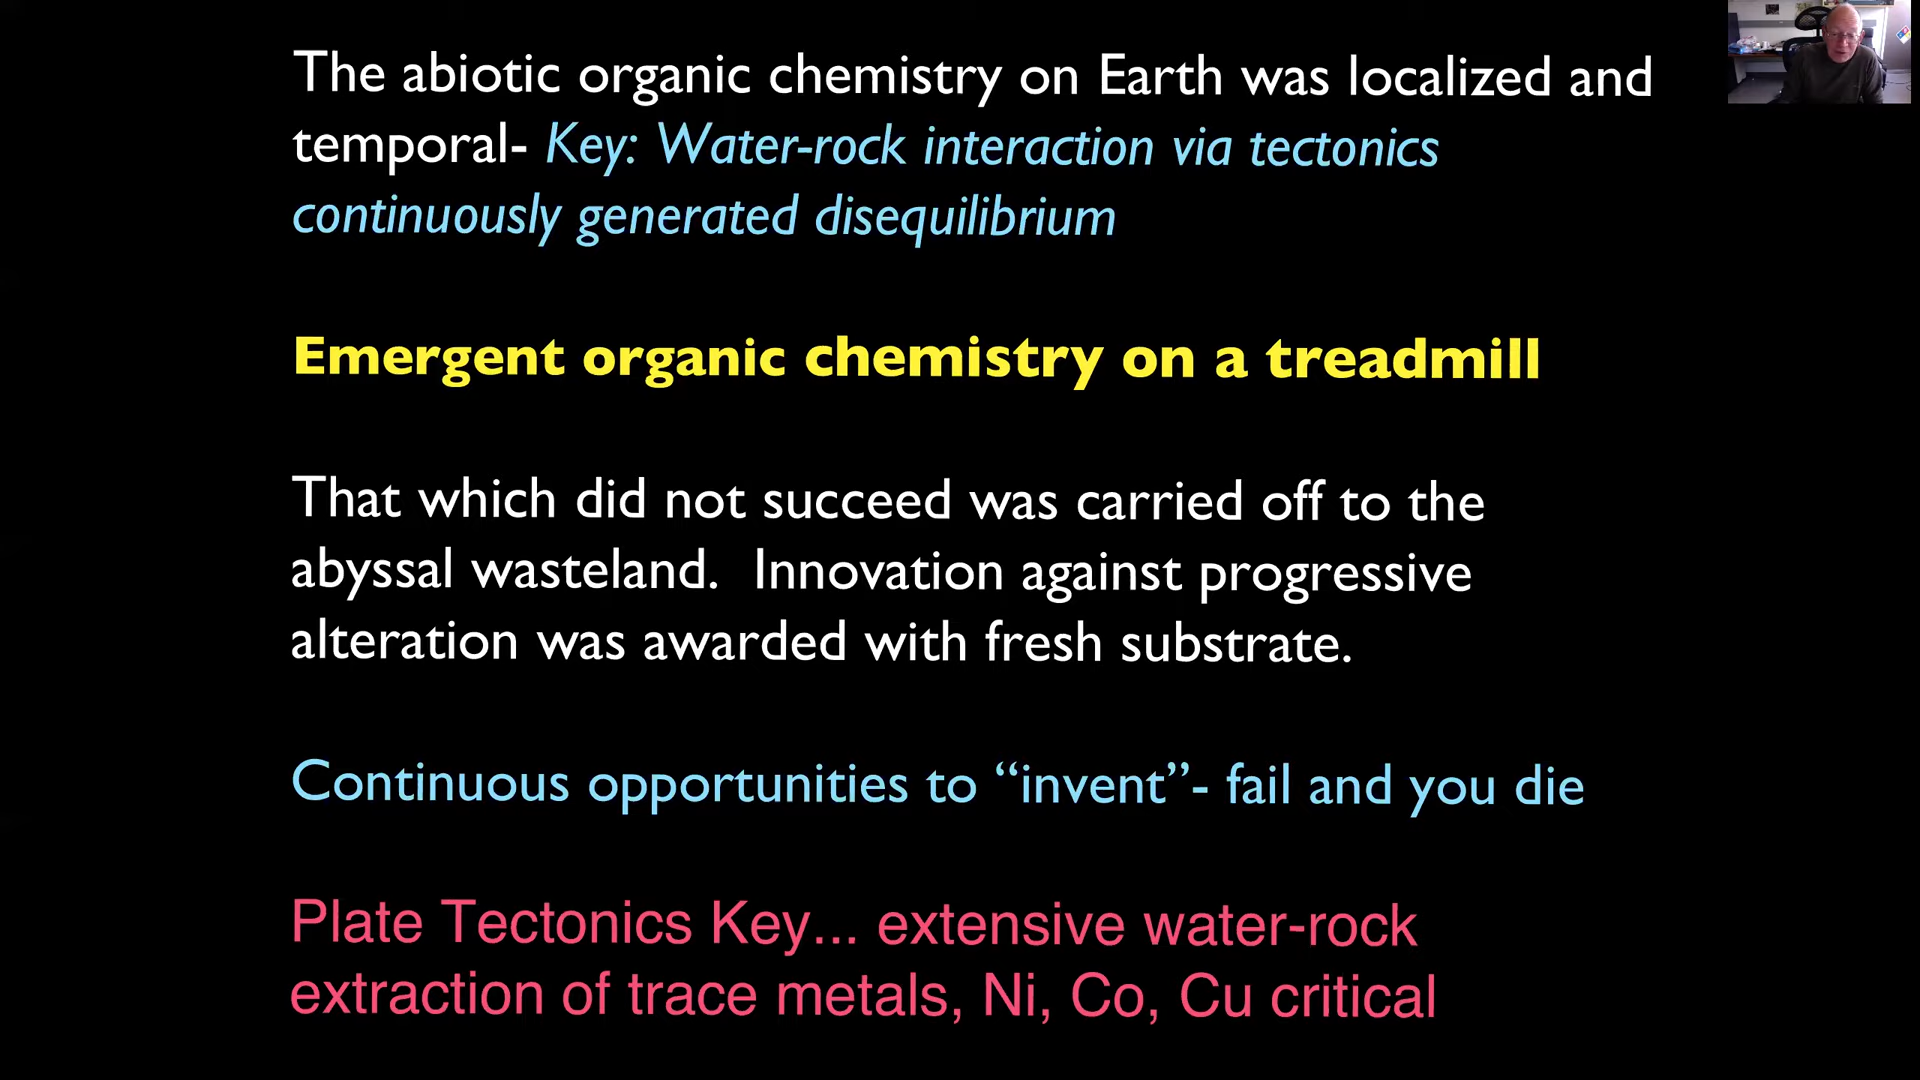 The abiotic organic chemistry on Earth was localized and
temporal- Key: Water-rock interaction via tectonics
continuously generated disequilibrium
Emergent organic chemistry on a treadmill
That which did not succeed was carried off to the
abyssal wasteland. Innovation against progressive
alteration was awarded with fresh substrate.
Continuous opportunities to “invent”- fail and you die
Plate Tectonics Key... extensive water-rock
extraction of trace metals, Ni, Co, Cu critical